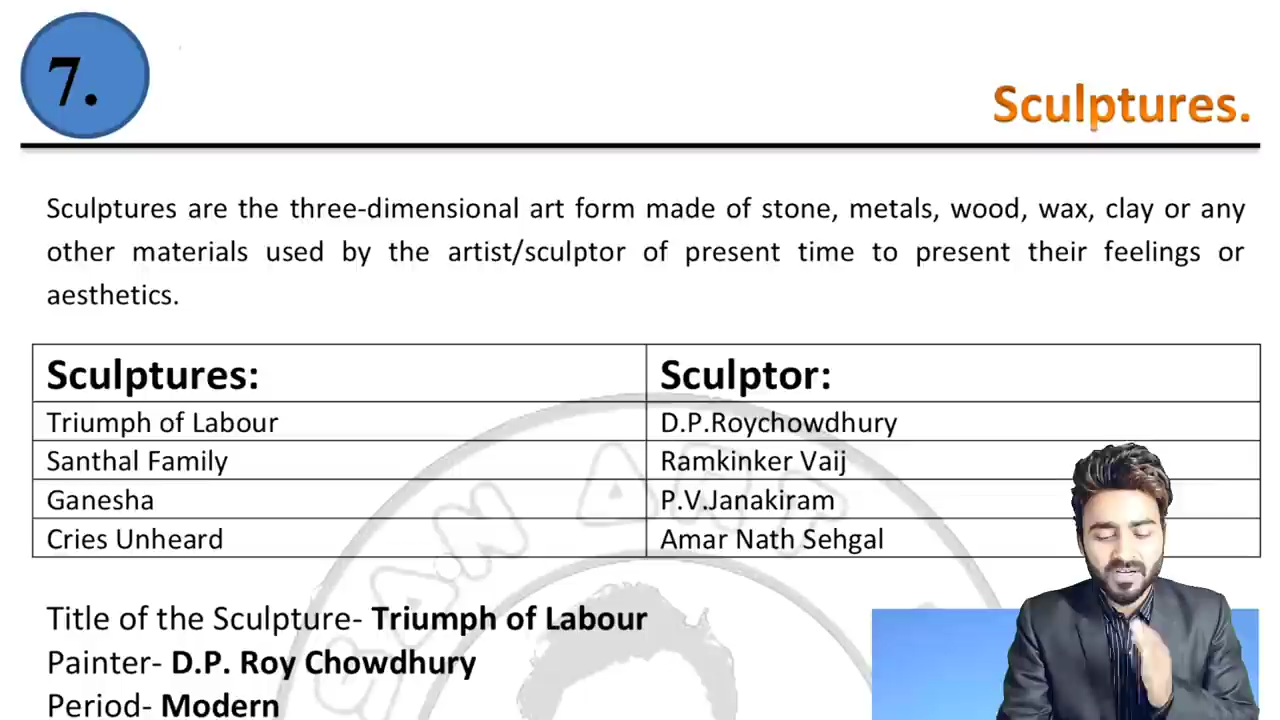 7.
Sculptures.
Sculptures are the three-dimensional art form made of stone, metals, wood, wax, clay or any
other materials used by the artist/sculptor of present time to present their feelings or
aesthetics.
Sculptures: Sculptor:
Triumph of Labour D.P.Roychowdhury
Santhal Family Ramkinker Vaij
Ganesha P.V.Janakiram
Cries Unheard Amar Nath Sehgal
Title of the Sculpture- Triumph of Labour
Painter- D.P. Roy Chowdhury
Period- Modern